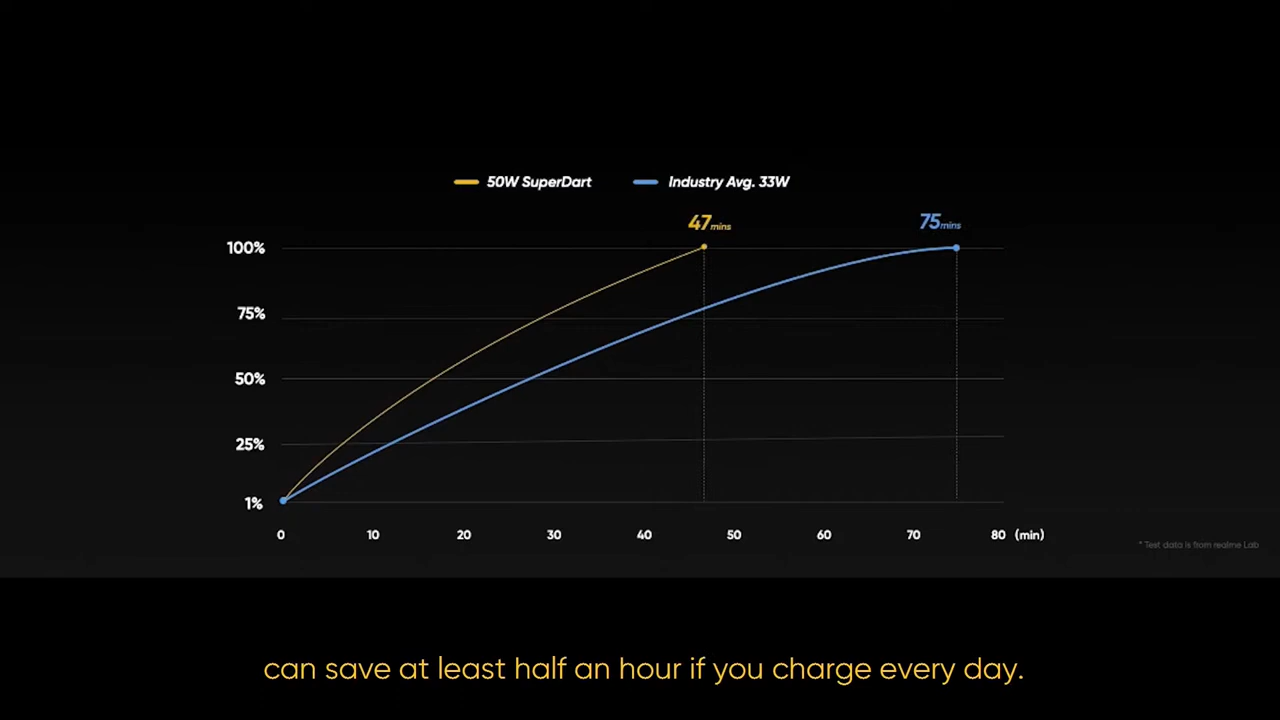 50W SuperDart Industry Avg. 33W
47mins 75mins
100%
75%
50%
25%
1%
0 10 20 30 40 50 60 70 80 (min)
* Test data is from realme Lab
can save at least half an hour if you charge every day.